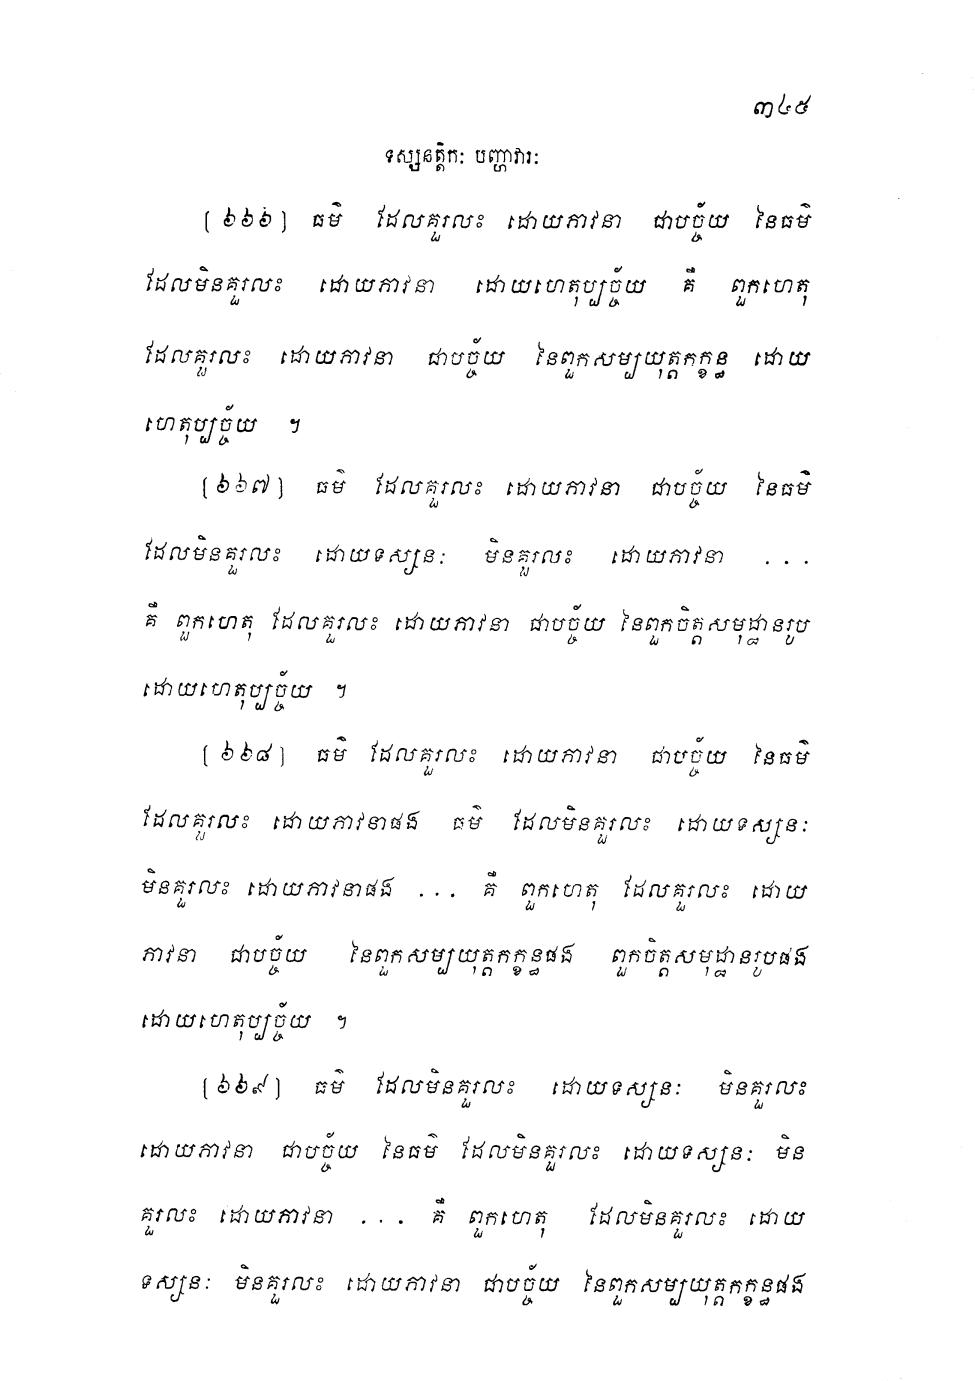 ៣៤៥
ទស្សនត្តិកៈ បញ្ហាវារៈ
[៦៦៦] ធម៌ ដែលគួរលះ ដោយភាវនា ជាបច្ច័យ នៃធម៌
ដែលមិនគួរលះ ដោយភាវនា ដោយហេតុប្បច្ច័យ គឺ ពួកហេតុ
ដែលគួរលះ ដោយភាវនា ជាបច្ច័យ នៃពួកសម្បយុត្តកក្ខន្ធ ដោយ
ហេតុប្បច្ច័យ ។
[៦៦៧] ធម៌ ដែលគួរលះ ដោយភាវនា ជាបច្ច័យ នៃធម៌
ដែលមិនគួរលះ ដោយទស្សនៈ មិនគួរលះ ដោយភាវនា ...
គឺ ពួកហេតុ ដែលគួរលះ ដោយភាវនា ជាបច្ច័យ នៃពួកចិត្តសមុដ្ឋានរូប
ដោយហេតុប្បច្ច័យ ។
[៦៦៨] ធម៌ ដែលគួរលះ ដោយភាវនា ជាបច្ច័យ នៃធម៌
ដែលគួរលះ ដោយភាវនាផង ធម៌ ដែលមិនគួរលះ ដោយទស្សនៈ
មិនគួរលះ ដោយភាវនាផង ... គឺ ពួកហេតុ ដែលគួរលះ ដោយ
ភាវនា ជាបច្ច័យ នៃពួកសម្បយុត្តកក្ខន្ធផង ពួកចិត្តសមុដ្ឋានរូបផង
ដោយហេតុប្បច្ច័យ ។
[៦៦៩] ធម៌ ដែលមិនគួរលះ ដោយទស្សនៈ មិនគួរលះ
ដោយភាវនា ជាបច្ច័យ នៃធម៌ ដែលមិនគួរលះ ដោយទស្សនៈ មិន
គួរលះ ដោយភាវនា ... គឺ ពួកហេតុ ដែលមិនគួរលះ ដោយ
ទស្សនៈ មិនគួរលះ ដោយភាវនា ជាបច្ច័យ នៃពួកសម្បយុត្តកក្ខន្ធផង